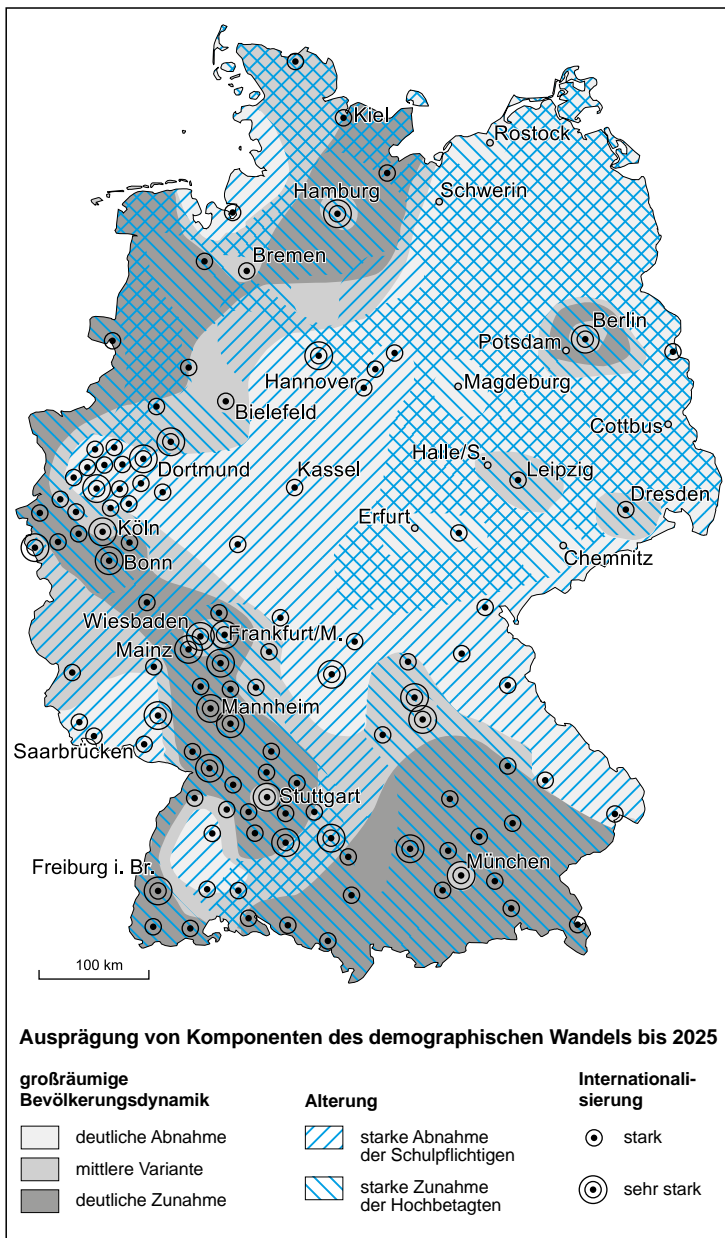 Kiel
Rostock
Hamburg
Schwerin
Bremen
Berlin
Potsdam
Hannover
Magdeburg
Bielefeld
Cottbus
Halle/S.
Dortmund
Kassel
Leipzig
Dresden
Köln
Erfurt
Bonn
Chemnitz
Wiesbaden
Frankfurt/M.
Mainz
Mannheim
Saarbrücken
Stuttgart
Freiburg i. Br.
München
100 km
Ausprägung von Komponenten des demographischen Wandels bis 2025
großräumige
Bevölkerungsdynamik
deutliche Abnahme
mittlere Variante
deutliche Zunahme
Alterung
starke Abnahme
der Schulpflichtigen
starke Zunahme
der Hochbetagten
Internationali-
sierung
stark
sehr stark